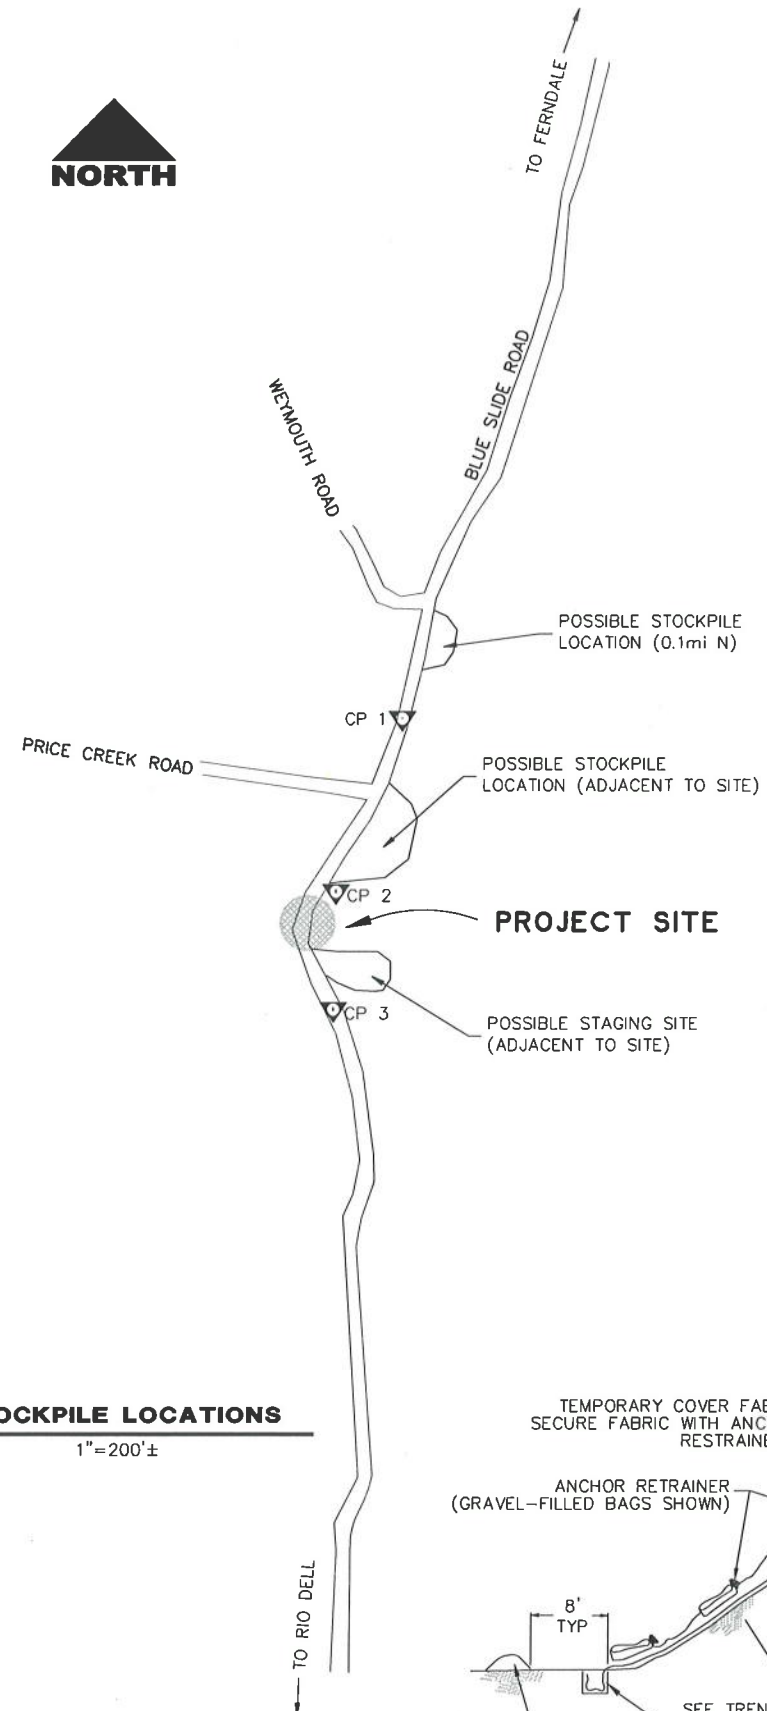 TO FERNDALE
NORTH
BLUE SLIDE ROAD
WEYMOUTH ROAD
POSSIBLE STOCKPILE
LOCATION (0.1mi N)
CP 1
PRICE CREEK ROAD
POSSIBLE STOCKPILE
LOCATION (ADJACENT TO SITE)
CP 2
PROJECT SITE
CP 3
POSSIBLE STAGING SITE
(ADJACENT TO SITE)
OCKPILE LOCATIONS
1"=200'±
TEMPORARY COVER FAB
SECURE FABRIC WITH ANC
RESTRAINE
ANCHOR RETRAINER
(GRAVEL-FILLED BAGS SHOWN)
TO RIO DELL
8'
TYP
SEE TREN